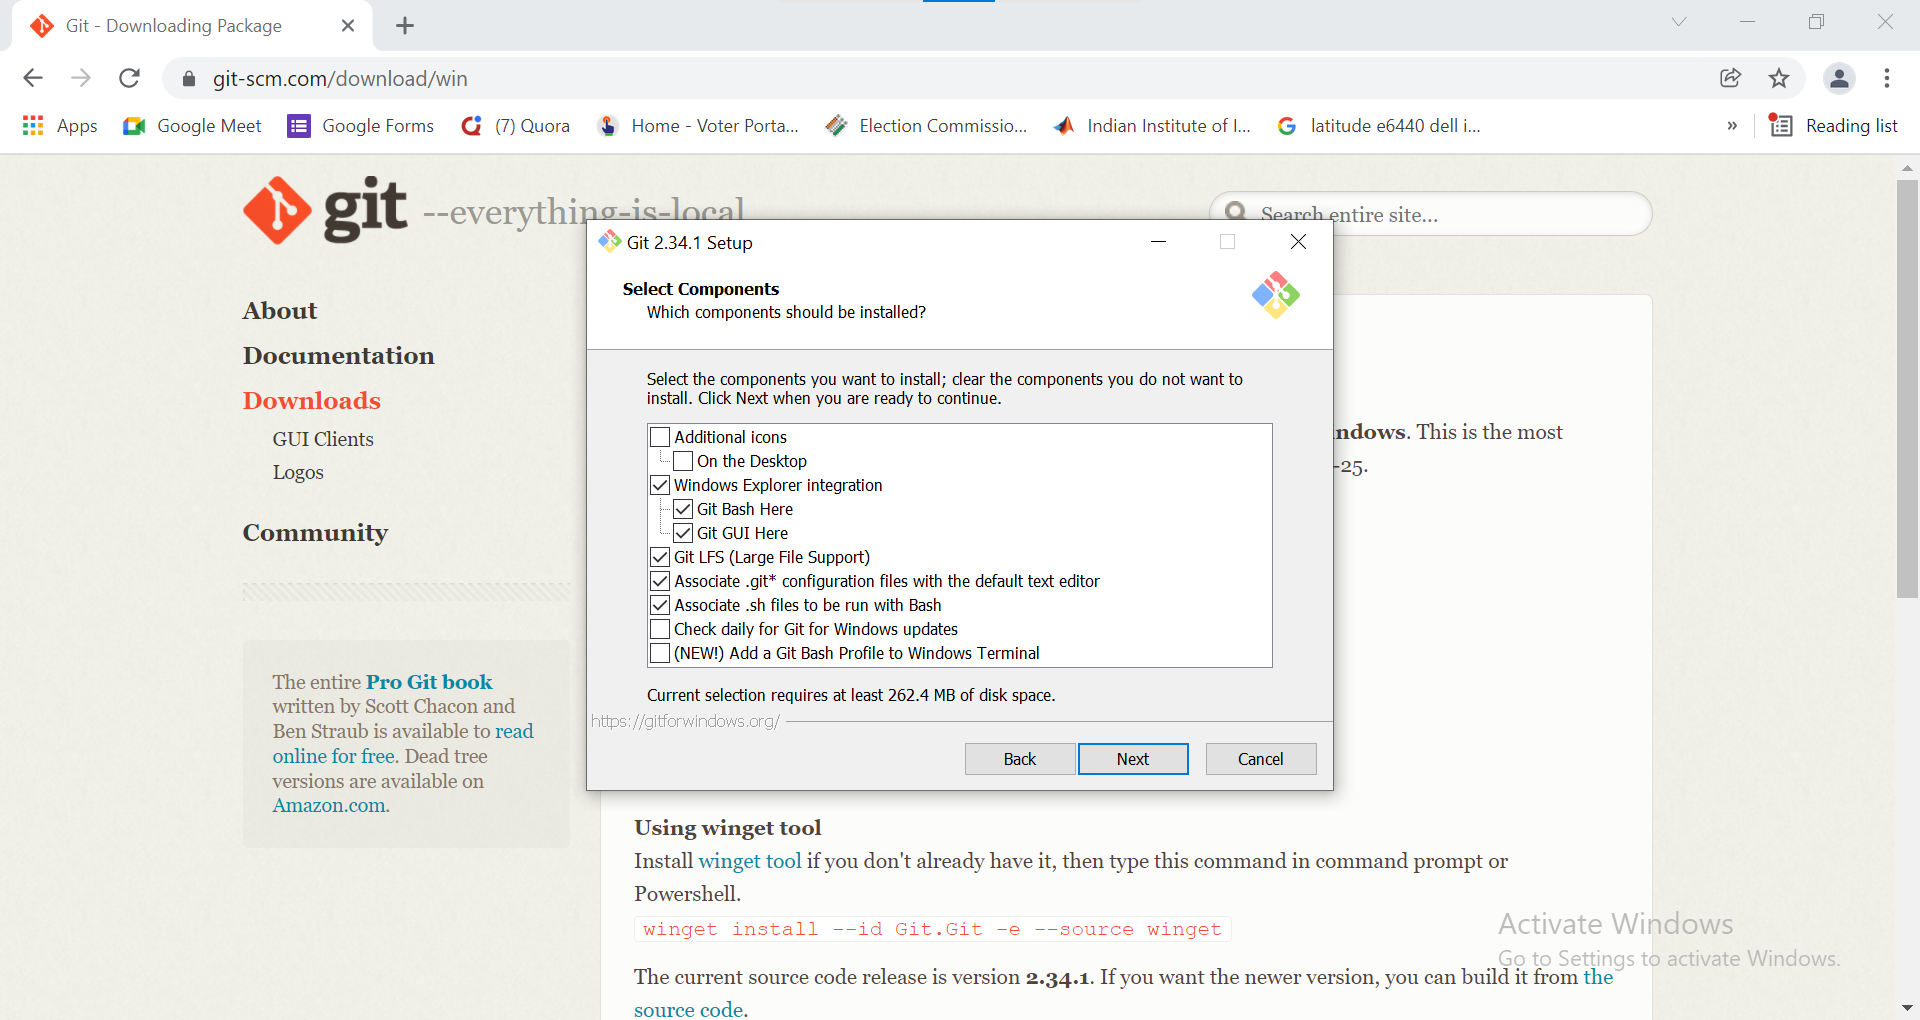 Git - Downloading Package
git-scm.com/download/win
Apps
Google Meet
Google Forms
(7) Quora
Home - Voter Porta...
Election Commissio...
Indian Institute of I...
latitude e6440 dell i...
»
Reading list
git --everything-is-local
Search entire site...
About
Documentation
Downloads
GUI Clients
Logos
Community
The entire Pro Git book
written by Scott Chacon and
Ben Straub is available to read
online for free. Dead tree
versions are available on
Amazon.com.
Git 2.34.1 Setup
Select Components
Which components should be installed?
Select the components you want to install; clear the components you do not want to
install. Click Next when you are ready to continue.
Additional icons
On the Desktop
Windows Explorer integration
Git Bash Here
Git GUI Here
Git LFS (Large File Support)
Associate .git* configuration files with the default text editor
Associate .sh files to be run with Bash
Check daily for Git for Windows updates
(NEW!) Add a Git Bash Profile to Windows Terminal
Current selection requires at least 262.4 MB of disk space.
https://gitforwindows.org/
Back
Next
Cancel
ndows. This is the most
-25.
Using winget tool
Install winget tool if you don't already have it, then type this command in command prompt or
Powershell.
winget install --id Git.Git -e --source winget
The current source code release is version 2.34.1. If you want the newer version, you can build it from the
source code.
Activate Windows
Go to Settings to activate Windows.